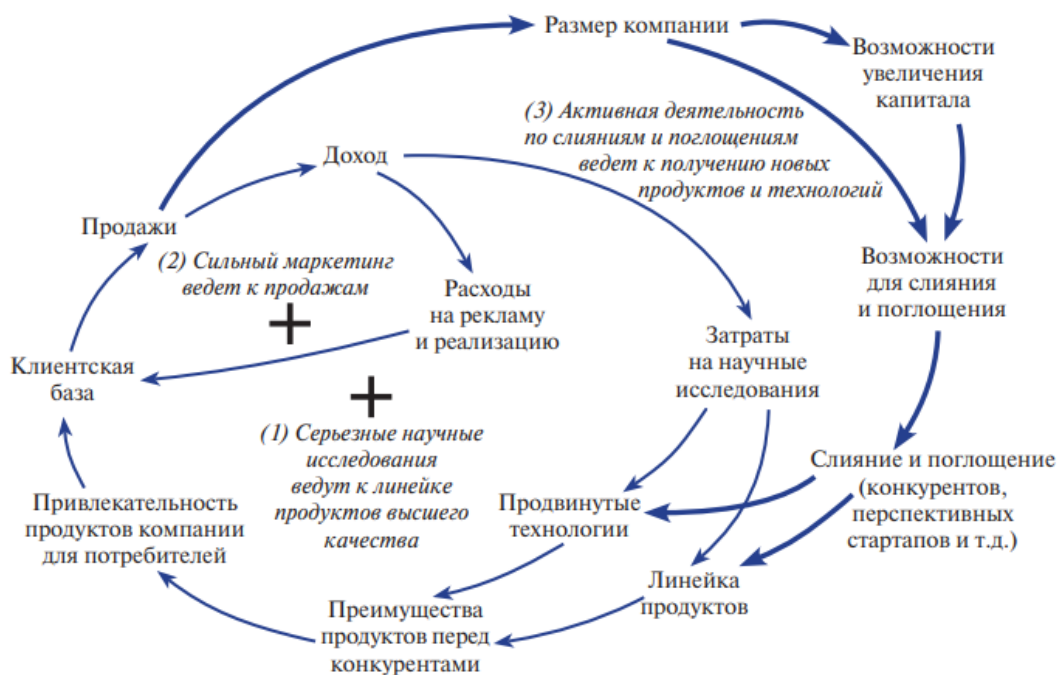 Размер компании
Возможности
увеличения
капитала
(3) Активная деятельность
по слияниям и поглощениям
ведет к получению новых
продуктов и технологий
Доход
Продажи
(2) Сильный маркетинг
ведет к продажам
+
Расходы
на рекламу
и реализацию
Возможности
для слияния
и поглощения
Затраты
на научные
исследования
Клиентская
база
+
(1) Серьезные научные
исследования
ведут к линейке
продуктов высшего
качества
Слияние и поглощение
(конкурентов,
перспективных
стартапов и т.д.)
Привлекательность
продуктов компании
для потребителей
Продвинутые
технологии
Линейка
продуктов
Преимущества
продуктов перед
конкурентами